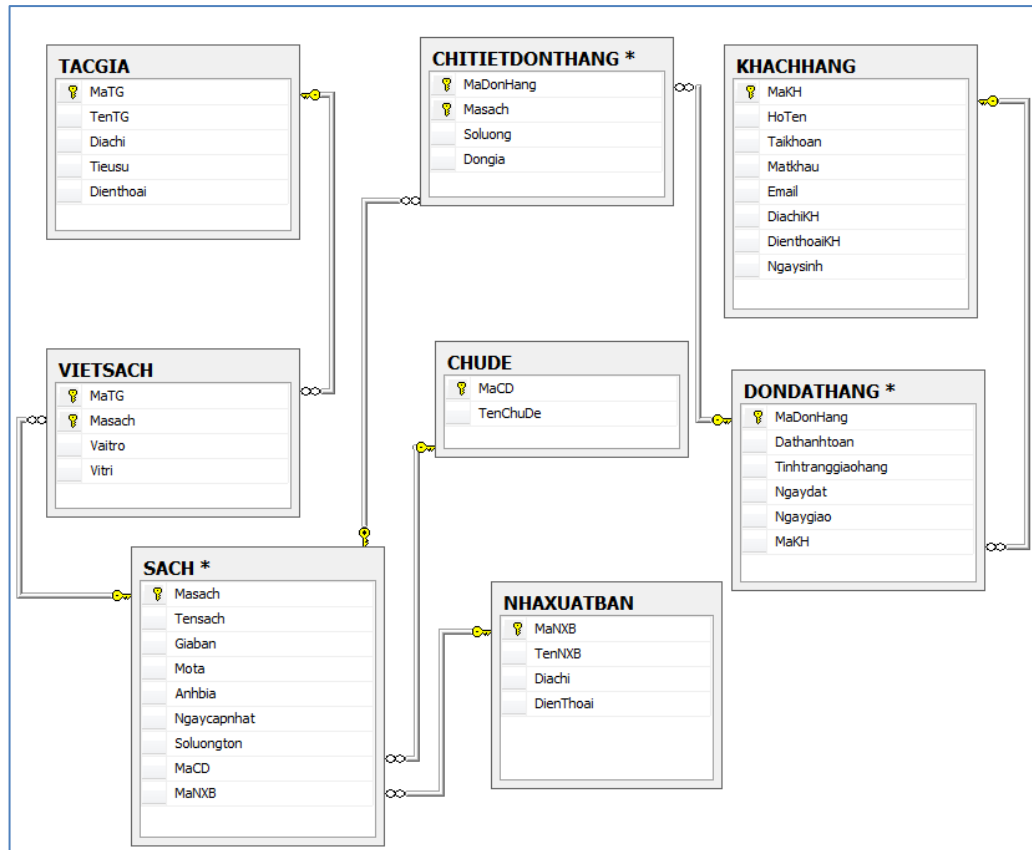 TACGIA
MaTG
TenTG
Diachi
Tieusu
Dienthoai
CHITIETDONTHANG *
MaDonHang
Masach
Soluong
Dongia
KHACHHANG
MaKH
HoTen
Taikhoan
Matkhau
Email
DiachiKH
DienthoaiKH
Ngaysinh
VIETSACH
MaTG
Masach
Vaitro
Vitri
CHUDE
MaCD
TenChuDe
DONDATHANG *
MaDonHang
Dathanhtoan
Tinhtranggiaohang
Ngaydat
Ngaygiao
MaKH
SACH *
Masach
Tensach
Giaban
Mota
Anhbia
Ngaycapnhat
Soluongton
MaCD
MaNXB
NHAXUATBAN
MaNXB
TenNXB
Diachi
DienThoai